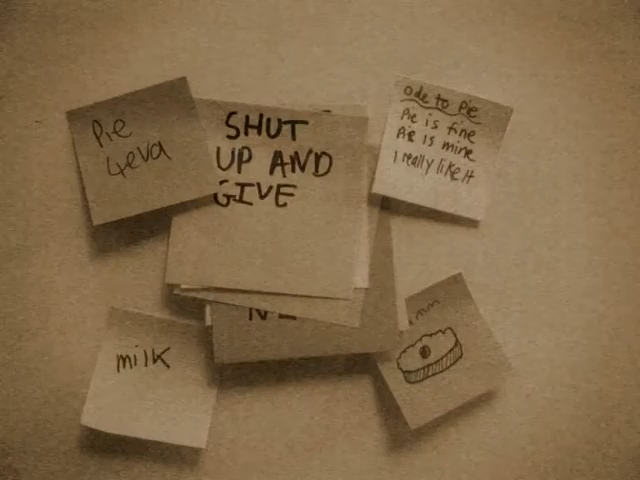 Pie
4eva
SHUT
UP AND
GIVE
Ode to Pie
Pie is fine
Pie is mine
I really like it
milk